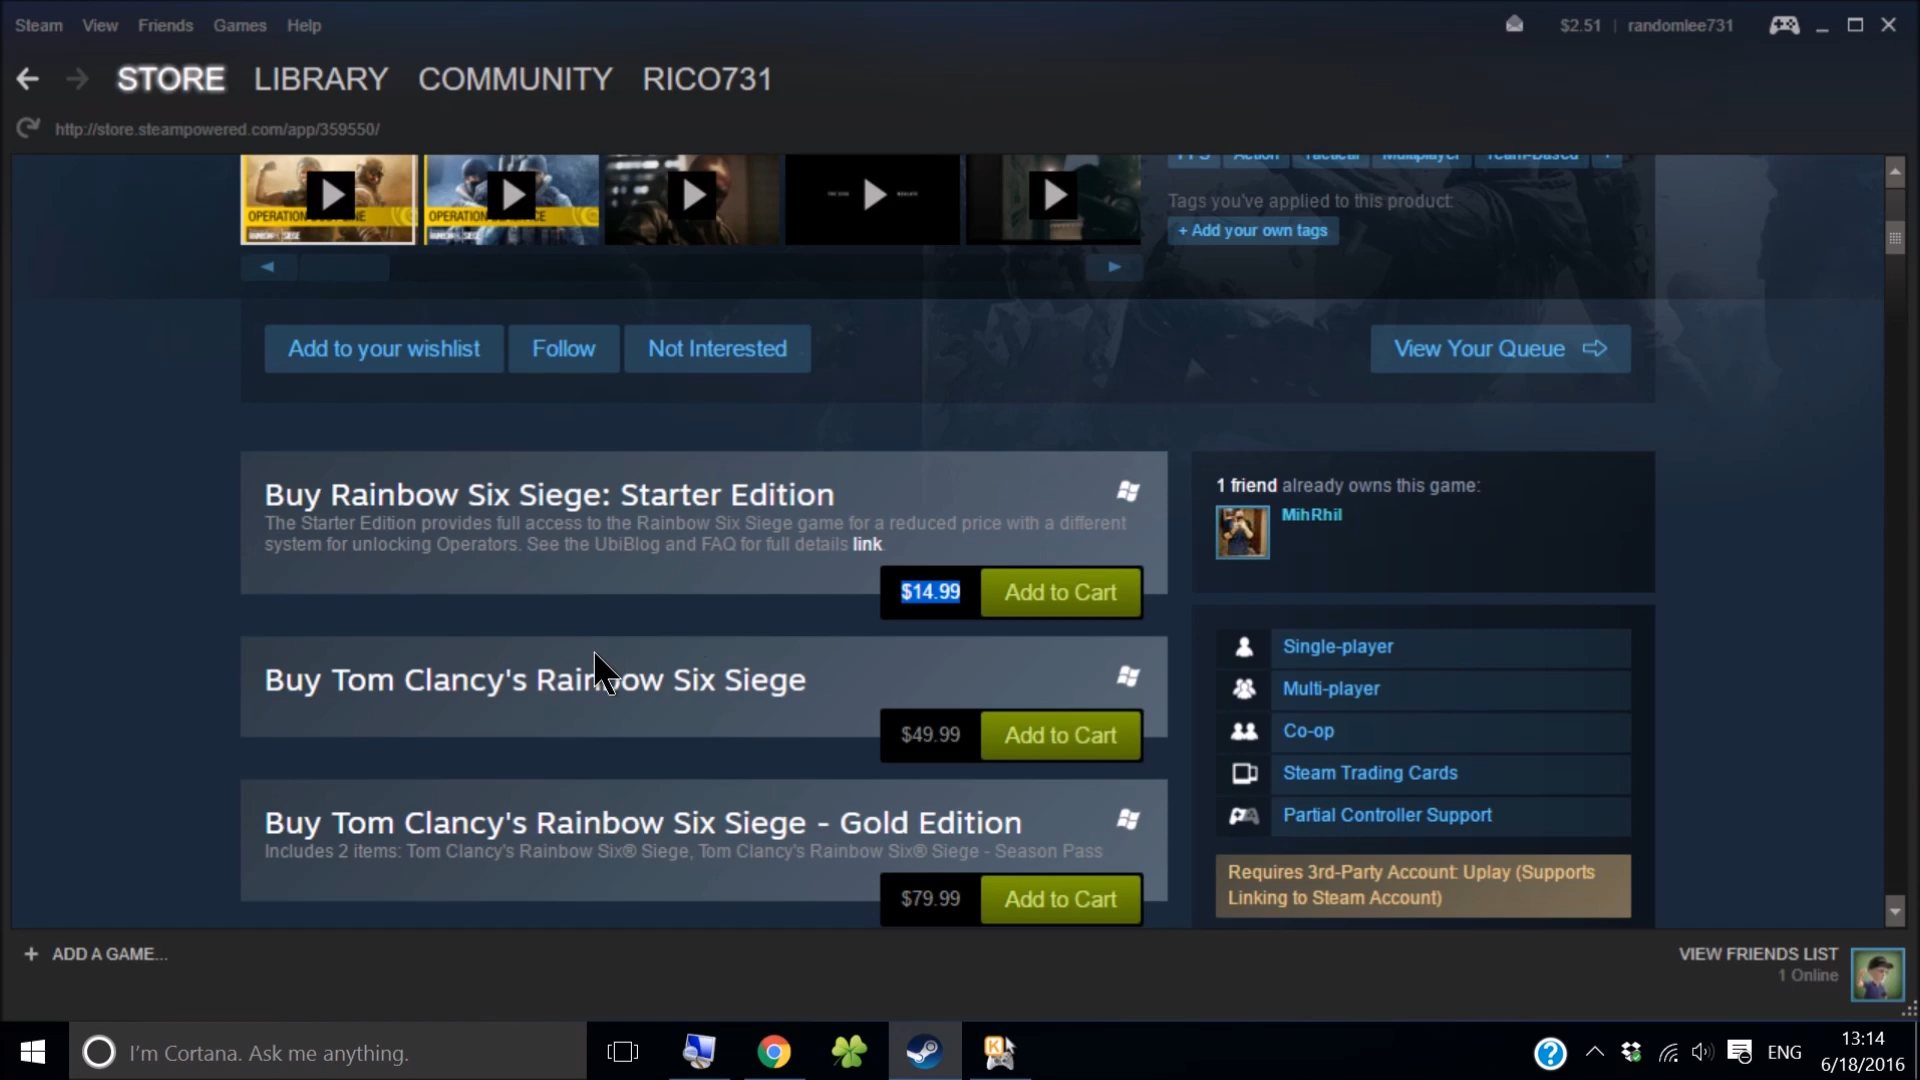 Steam View Friends Games Help
$2.51 | randomlee731
STORE LIBRARY COMMUNITY RICO731
http://store.steampowered.com/app/359550/
FPS Action Tactical Multiplayer Team-Based +
Tags you've applied to this product:
+ Add your own tags
Add to your wishlist Follow Not Interested
View Your Queue
Buy Rainbow Six Siege: Starter Edition
The Starter Edition provides full access to the Rainbow Six Siege game for a reduced price with a different
system for unlocking Operators. See the UbiBlog and FAQ for full details link.
$14.99 Add to Cart
Buy Tom Clancy's Rainbow Six Siege
$49.99 Add to Cart
Buy Tom Clancy's Rainbow Six Siege - Gold Edition
Includes 2 items: Tom Clancy's Rainbow Six® Siege, Tom Clancy's Rainbow Six® Siege - Season Pass
$79.99 Add to Cart
1 friend already owns this game:
MihRhil
Single-player
Multi-player
Co-op
Steam Trading Cards
Partial Controller Support
Requires 3rd-Party Account: Uplay (Supports
Linking to Steam Account)
+ ADD A GAME...
VIEW FRIENDS LIST
1 Online
I'm Cortana. Ask me anything.
ENG
13:14
6/18/2016